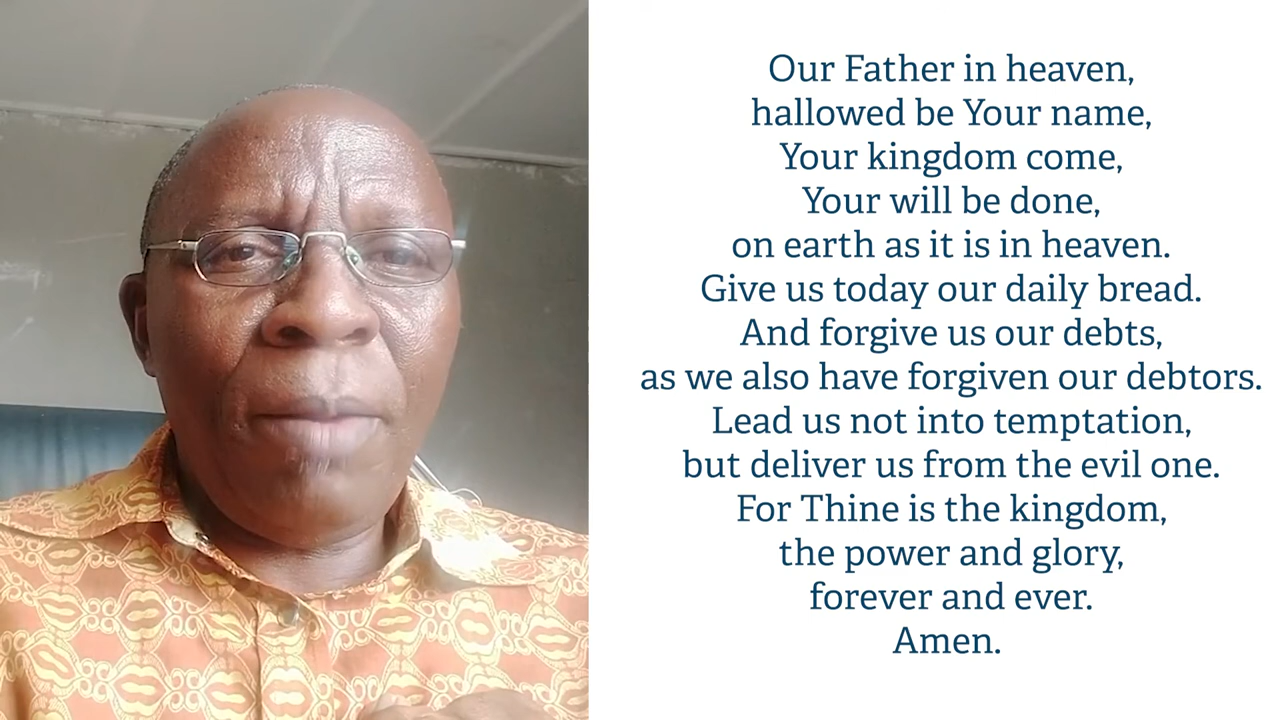 Our Father in heaven,
hallowed be Your name,
Your kingdom come,
Your will be done,
on earth as it is in heaven.
Give us today our daily bread.
And forgive us our debts,
as we also have forgiven our debtors.
Lead us not into temptation,
but deliver us from the evil one.
For Thine is the kingdom,
the power and glory,
forever and ever.
Amen.